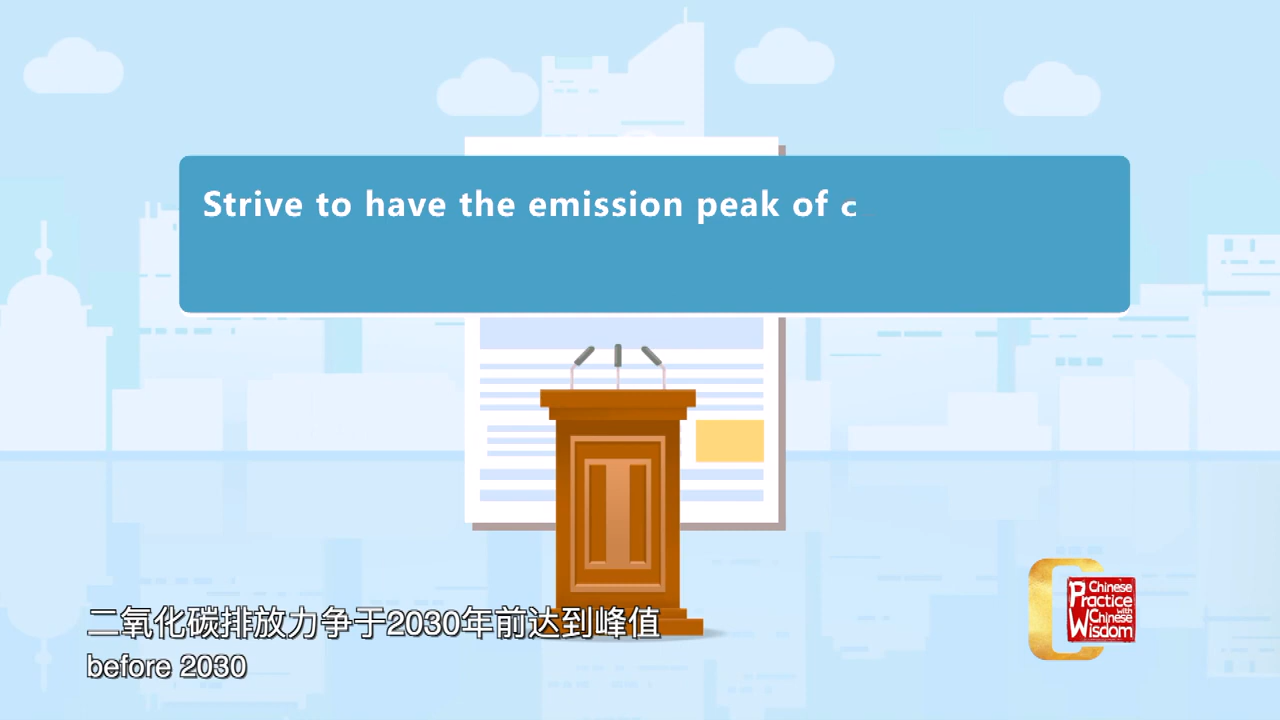 Strive to have the emission peak of c
二氧化碳排放力争于2030年前达到峰值
before 2030
Chinese
Practice
with
Chinese
Wisdom